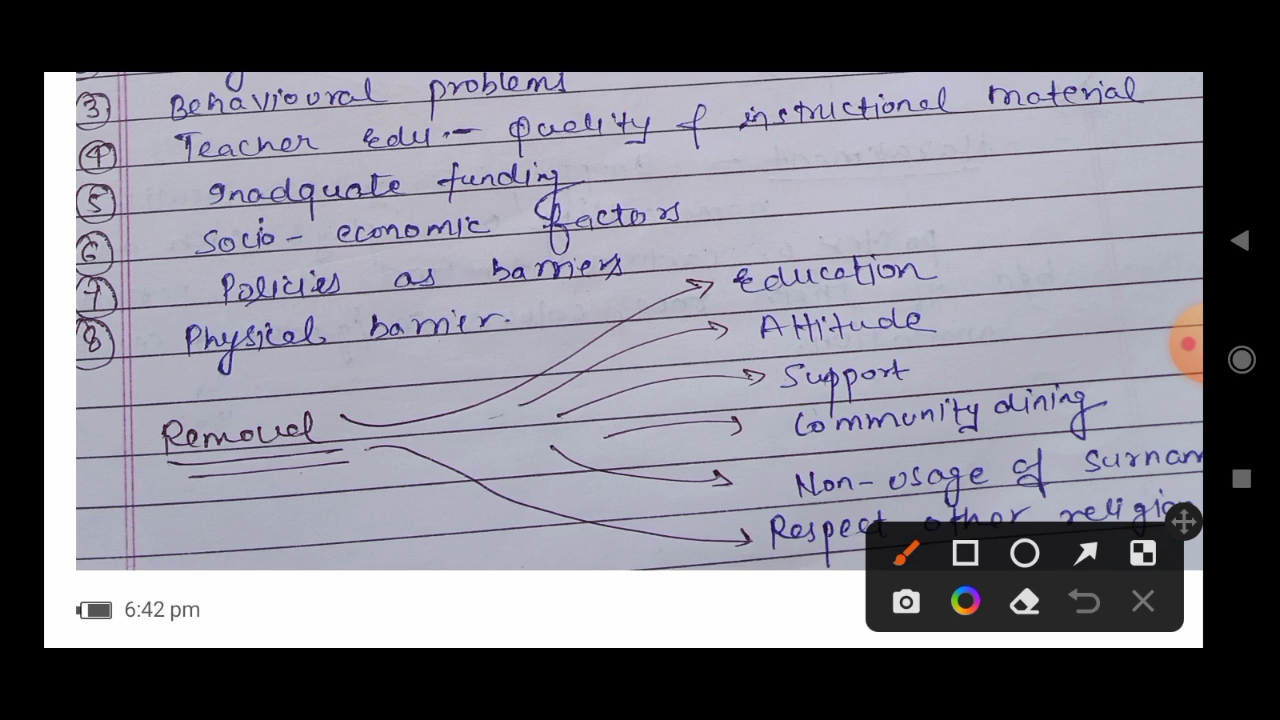 ③ Behavioural problems
④ Teacher Edu :- Quality of instructional material
⑤ Inadquate funding
⑥ Socio - economic factors
⑦ Policies as barriers
⑧ Physical barrier.
Removal
Education
Attitude
Support
Community dining
Non-usage of Surnam
Respect other religion
6:42 pm